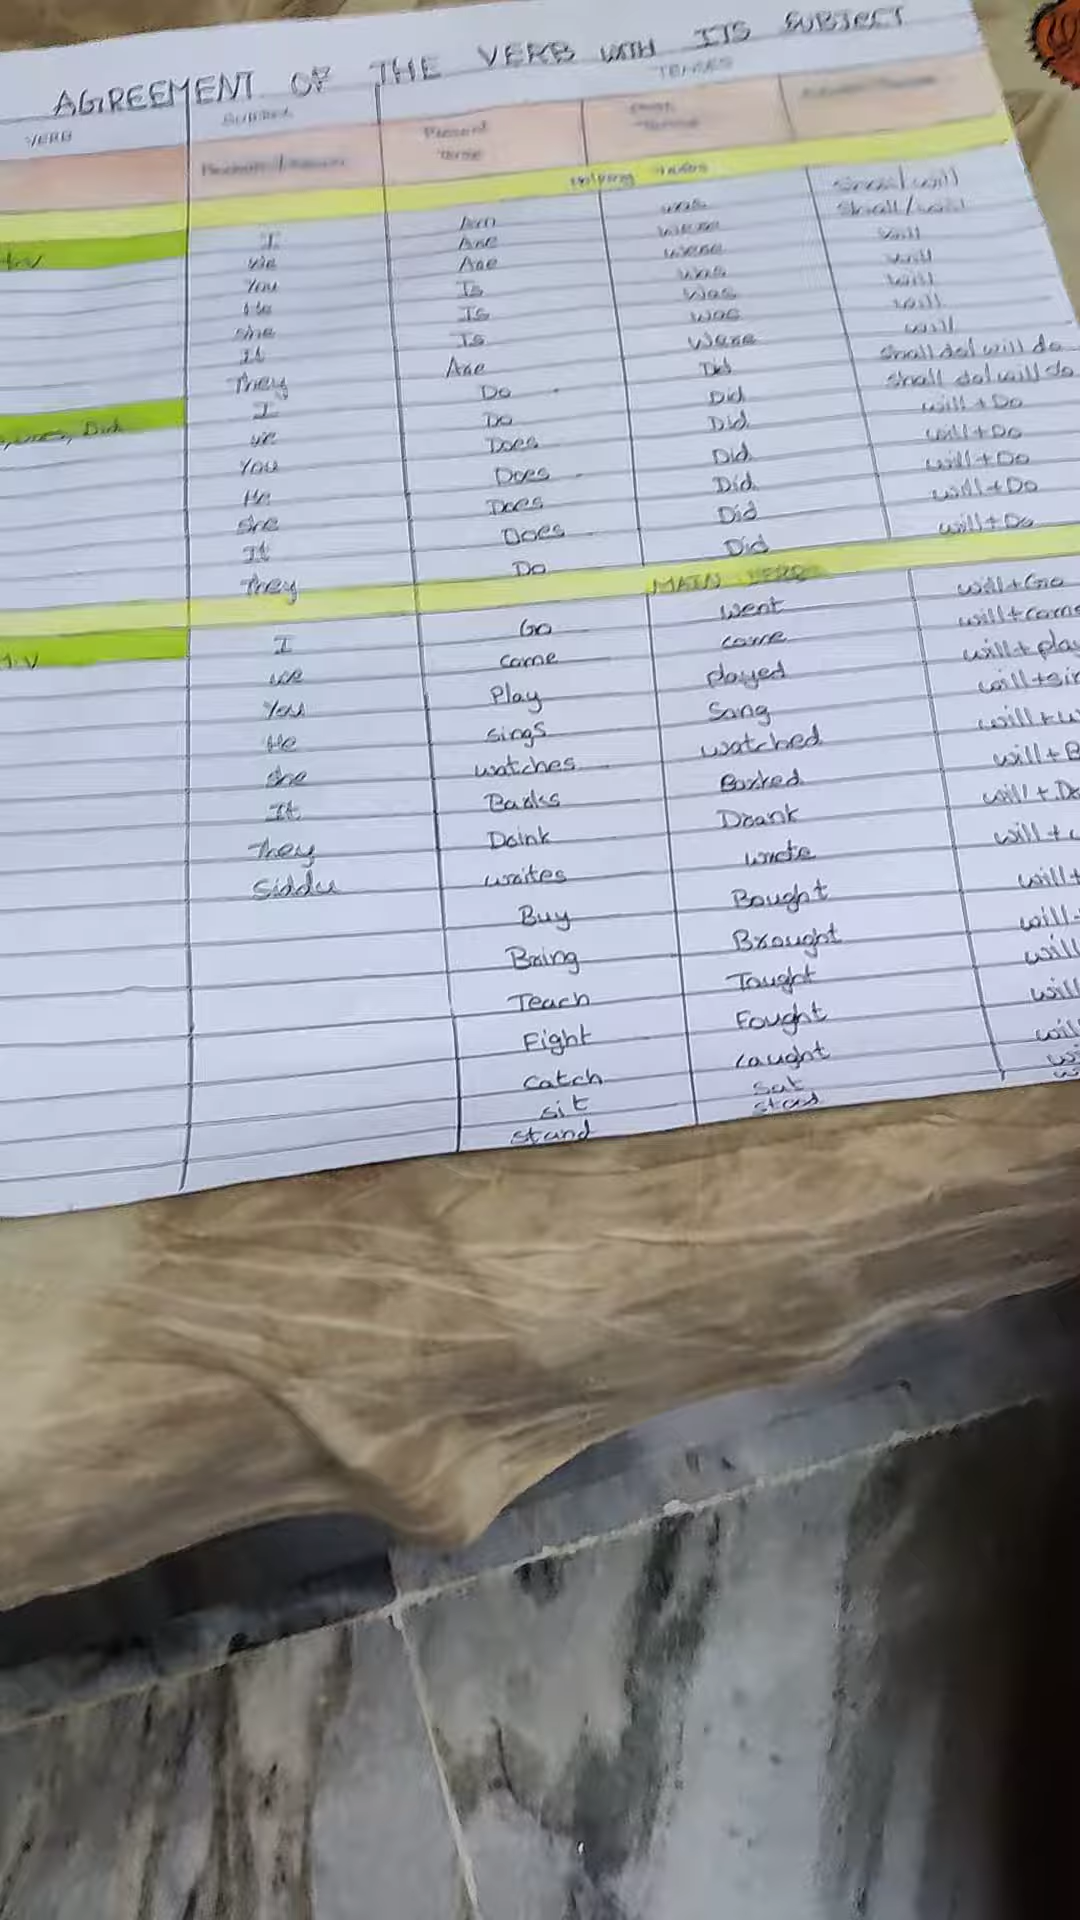 AGREEMENT OF THE VERB WITH ITS SUBJECT
VERB SUBJECT TENSES
Present Tense
Helping
I Am was Shall/will
We Are were Shall/will
You Are were will
He Is was will
She Is was will
It Is was will
They Are were will
I Do Did shall do/will do
we Do Did shall do/will do
You Does Did will+Do
He Does Did will+Do
She Does Did will+Do
It Does Did will+Do
They Do Did will+Do
MAIN VERB
I Go went will+Go
we come came will+come
You Play played will+play
He sings Sang
she watches watched
It Barks Barked
They Drink Drank
Siddu writes wrote
Buy Bought
Bring Brought
Teach Taught
Fight Fought
catch caught
sit sat
stand